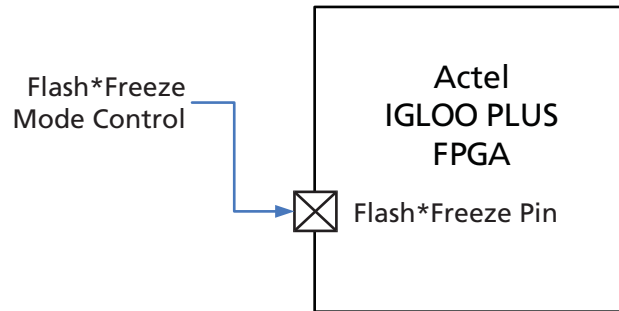 Flash*Freeze
Mode Control
Actel
IGLOO PLUS
FPGA
Flash*Freeze Pin